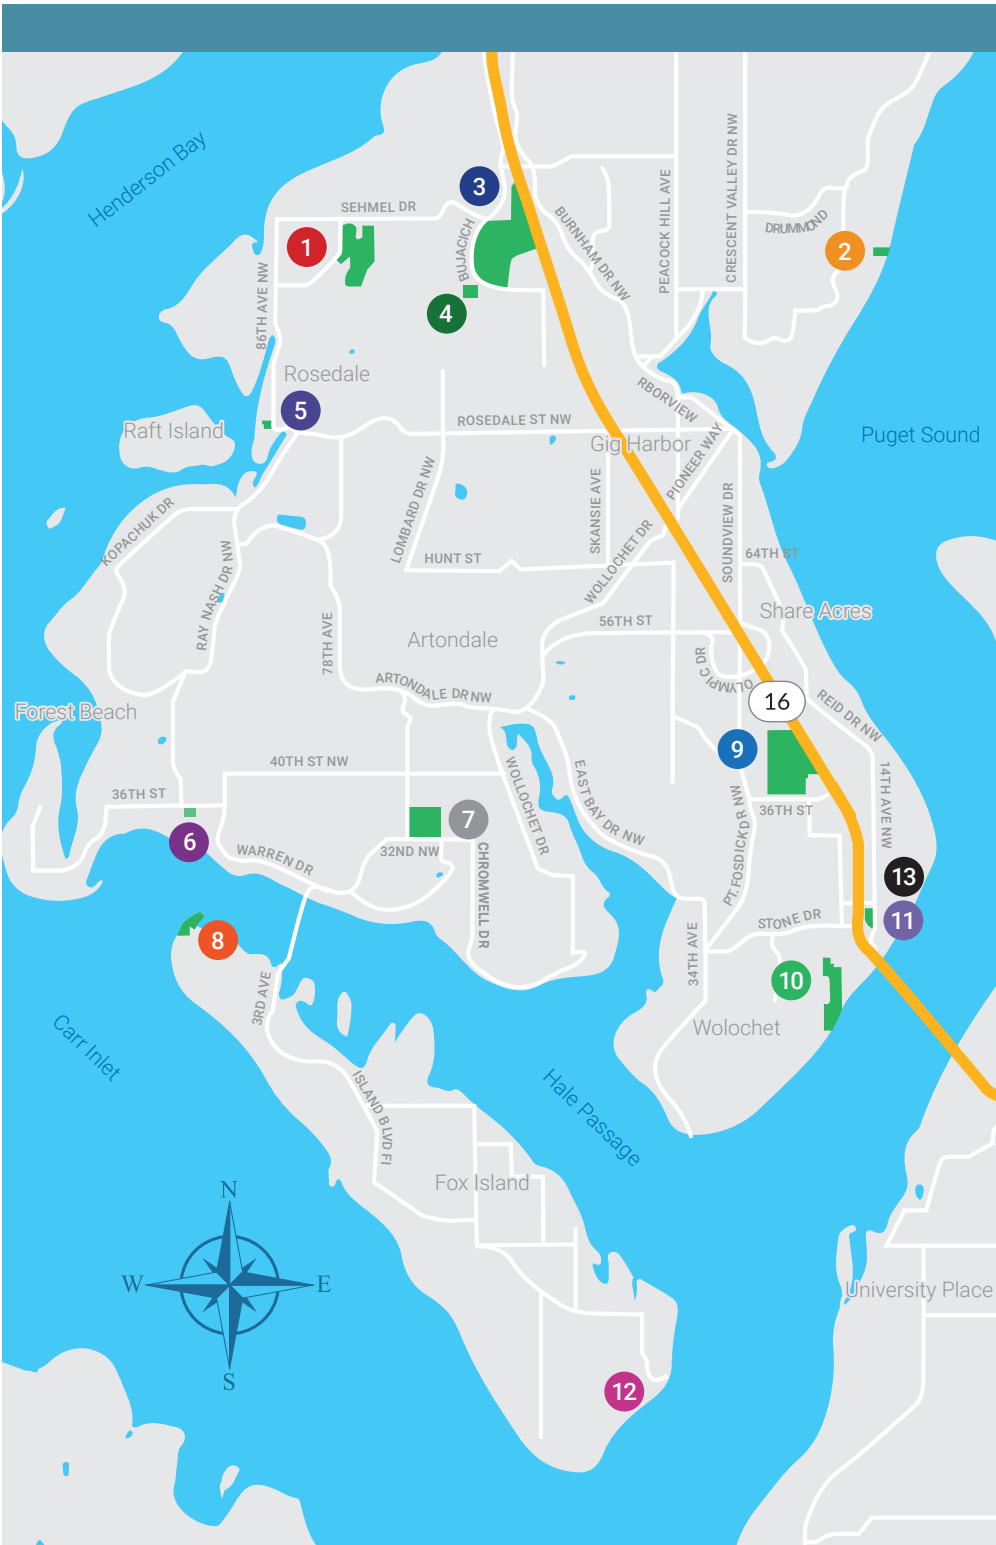 Henderson Bay
3
SEHMEL DR
1
BUJACICH
BURNHAM DR NW
PEACOCK HILL AVE
CRESCENT VALLEY DR NW
DRUMMOND
2
86TH AVE NW
4
Rosedale
5
Raft Island
ROSEDALE ST NW
RBORVIEW
Gig Harbor
PIONEER WAY
Puget Sound
KOPACHUK DR
RAY NASH DR NW
LOMBARD DR NW
SKANSIE AVE
SOUNDVIEW DR
HUNT ST
WOLLOCHET DR
64TH ST
Share Acres
78TH AVE
Artondale
56TH ST
OLYMPIC DR
ARTONDALE DR NW
16
REID DR NW
Forest Beach
9
40TH ST NW
WOLLOCHET DR
EAST BAY DR NW
14TH AVE NW
36TH ST
36TH ST
PT. FOSDICK DR NW
6
7
WARREN DR
32ND NW
CHROMWELL DR
13
8
STONE DR
11
34TH AVE
10
3RD AVE
Wolochet
Carr Inlet
ISLAND BLVD FI
Hale Passage
Fox Island
N
W
E
S
University Place
12